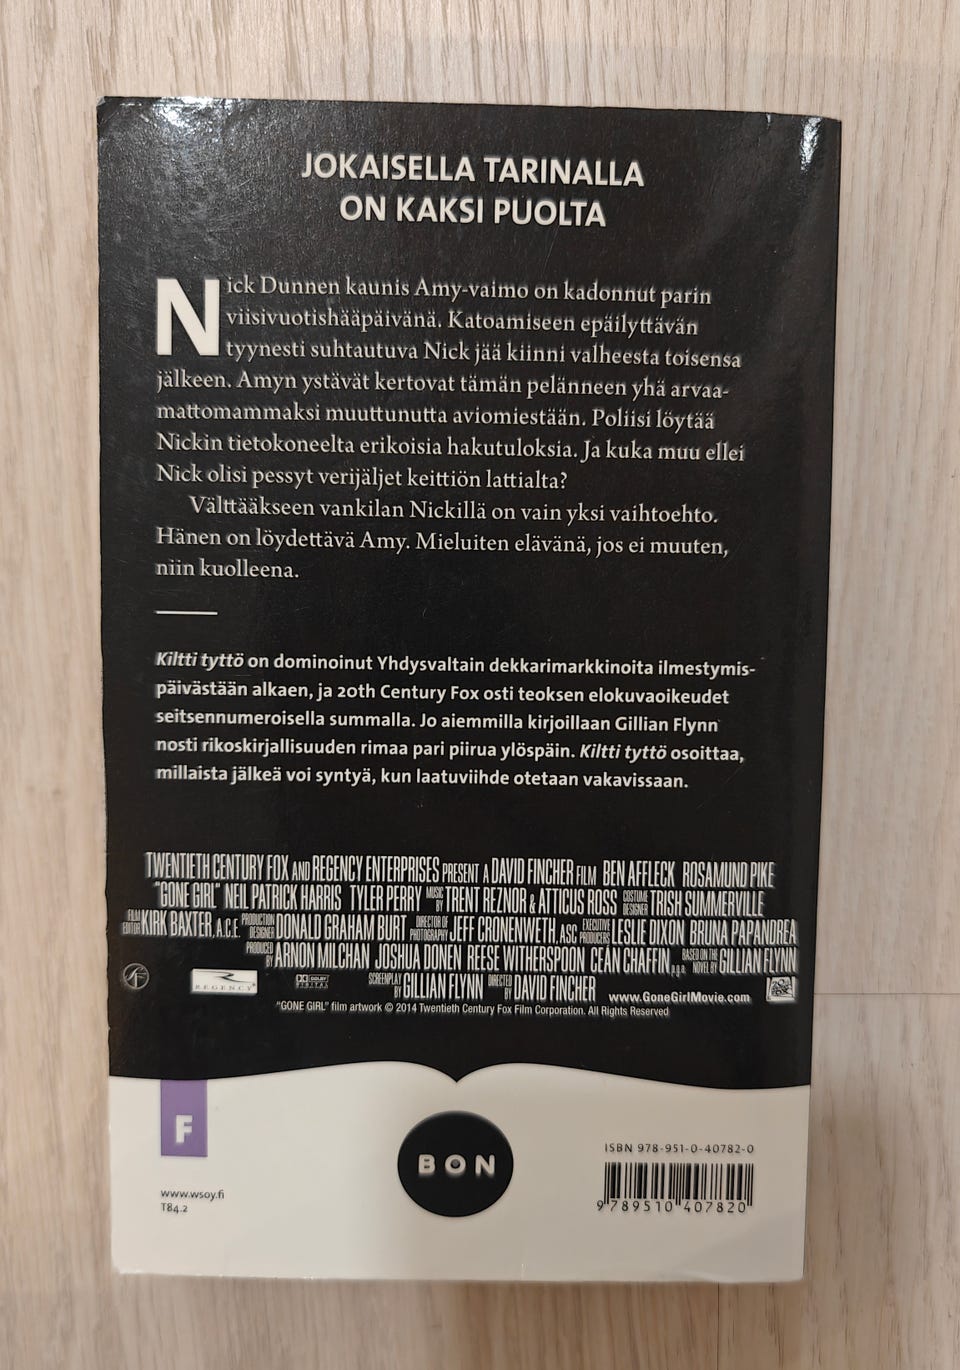 JOKAISELLA TARINALLA
ON KAKSI PUOLTA
Nick Dunnen kaunis Amy-vaimo on kadonnut parin
viisivuotishääpäivänä. Katoamiseen epäilyttävän
tyynesti suhtautuva Nick jää kiinni valheesta toisensa
jälkeen. Amyn ystävät kertovat tämän pelänneen yhä arvaa-
mattomammaksi muuttunutta aviomiestään. Poliisi löytää
Nickin tietokoneelta erikoisia hakutuloksia. Ja kuka muu ellei
Nick olisi pessyt verijäljet keittiön lattialta?
Välttääkseen vankilan Nickillä on vain yksi vaihtoehto.
Hänen on löydettävä Amy. Mieluiten elävänä, jos ei muuten,
niin kuolleena.
Kiltti tyttö on dominoinut Yhdysvaltain dekkarimarkkinoita ilmestymis-
päivästään alkaen, ja 20th Century Fox osti teoksen elokuvaoikeudet
seitsennumeroisella summalla. Jo aiemmilla kirjoillaan Gillian Flynn
nosti rikoskirjallisuuden rimaa pari piirua ylöspäin. Kiltti tyttö osoittaa,
millaista jälkeä voi syntyä, kun laatuviihde otetaan vakavissaan.
TWENTIETH CENTURY FOX AND REGENCY ENTERPRISES PRESENT A DAVID FINCHER FILM BEN AFFLECK ROSAMUND PIKE
"GONE GIRL" NEIL PATRICK HARRIS TYLER PERRY MUSIC BY TRENT REZNOR & ATTICUS ROSS COSTUME DESIGNER TRISH SUMMERVILLE
FILM EDITOR KIRK BAXTER, A.C.E. PRODUCTION DESIGNER DONALD GRAHAM BURT DIRECTOR OF PHOTOGRAPHY JEFF CRONENWETH, ASC EXECUTIVE PRODUCERS LESLIE DIXON BRUNA PAPANDREA
PRODUCED BY ARNON MILCHAN JOSHUA DONEN REESE WITHERSPOON CEÁN CHAFFIN, p.g.a. BASED ON THE NOVEL BY GILLIAN FLYNN
REGENCY DOLBY DIGITAL SCREENPLAY BY GILLIAN FLYNN DIRECTED BY DAVID FINCHER www.GoneGirlMovie.com
"GONE GIRL" film artwork © 2014 Twentieth Century Fox Film Corporation. All Rights Reserved
F
BON
ISBN 978-951-0-40782-0
www.wsoy.fi
T84.2
9 789510 407820